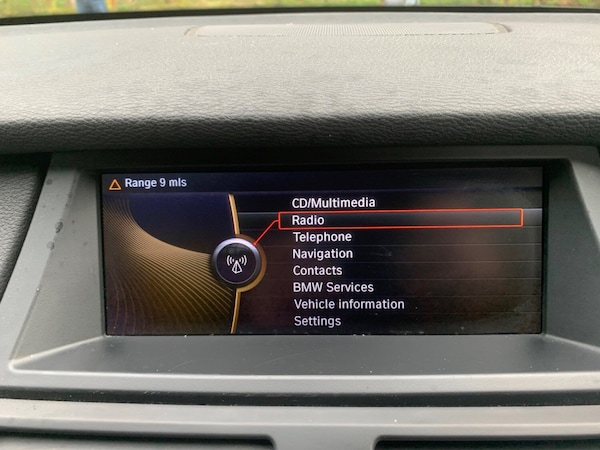 Range 9 mls
CD/Multimedia
Radio
Telephone
Navigation
Contacts
BMW Services
Vehicle information
Settings